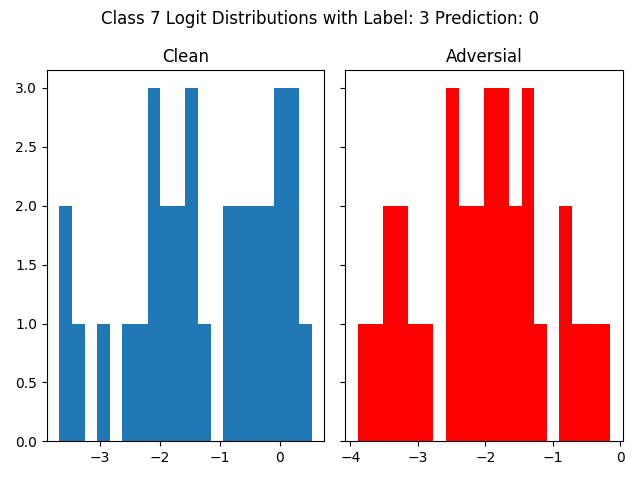 Class 7 Logit Distributions with Label: 3 Prediction: 0
Clean
Adversial
3.0
2.5
2.0
1.5
1.0
0.5
0.0
−3 −2 −1 0
−4 −3 −2 −1 0